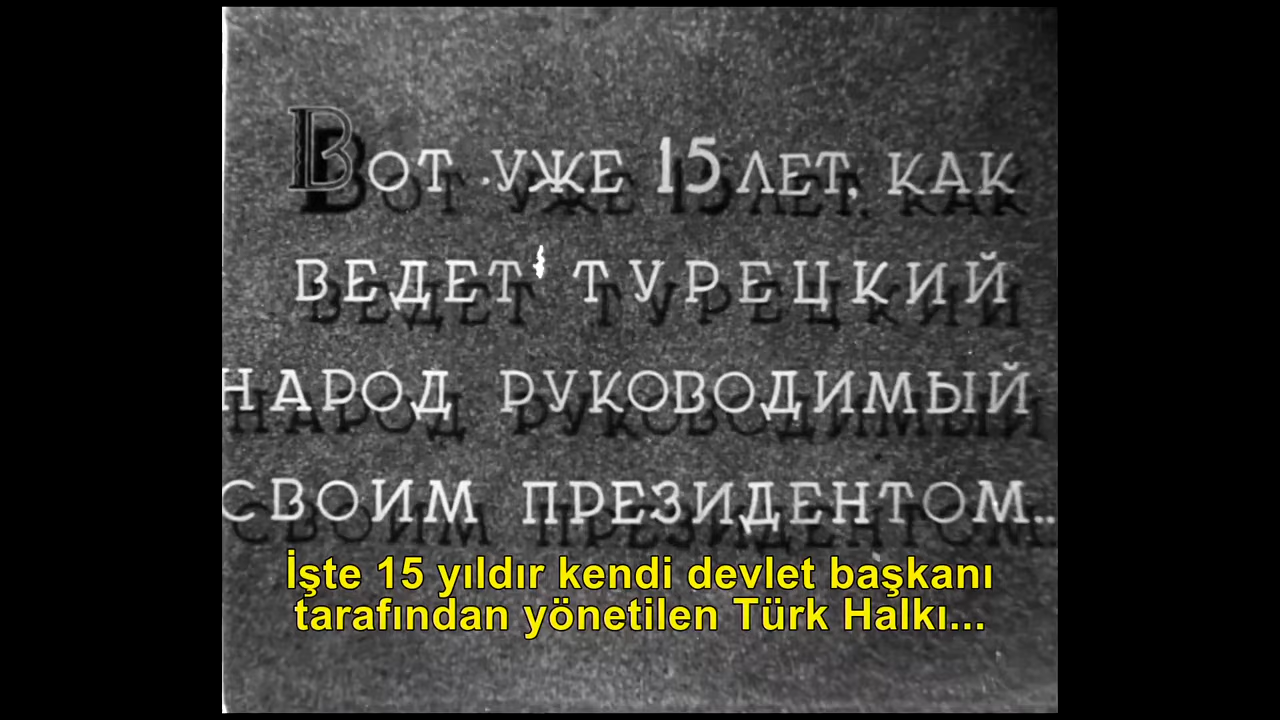 Вот уже 15 лет, как
ведет турецкий
народ руководимый
своим президентом..
İşte 15 yıldır kendi devlet başkanı
tarafından yönetilen Türk Halkı...